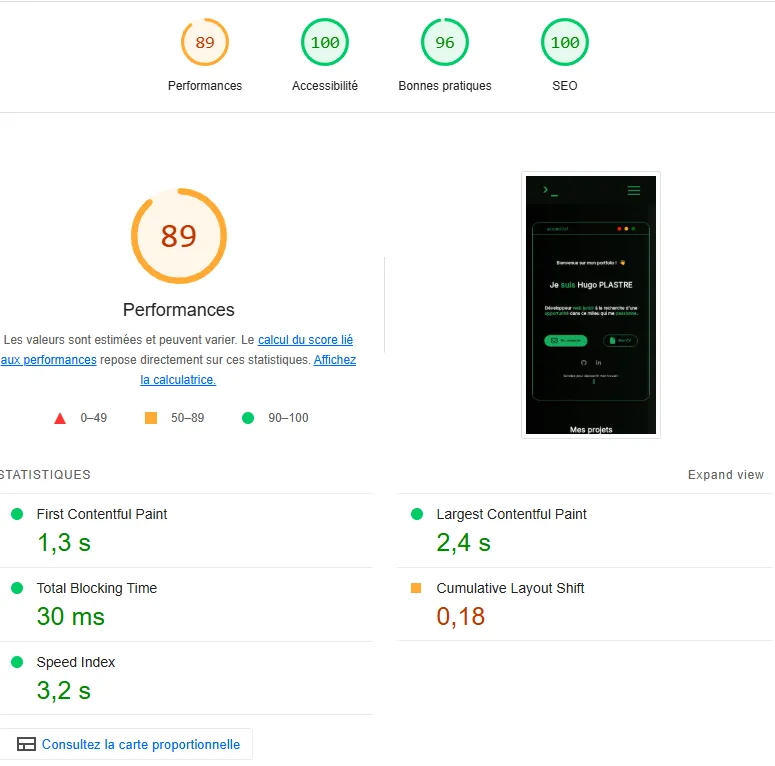 89
100
96
100
Performances
Accessibilité
Bonnes pratiques
SEO
89
Performances
Les valeurs sont estimées et peuvent varier. Le calcul du score lié
aux performances repose directement sur ces statistiques. Affichez
la calculatrice.
0–49
50–89
90–100
>_
Bienvenue sur mon portfolio !
Je suis Hugo PLASTRE
Développeur web junior à la recherche d'une
opportunité dans ce milieu qui me passionne.
Mes projets
STATISTIQUES
Expand view
First Contentful Paint
1,3 s
Largest Contentful Paint
2,4 s
Total Blocking Time
30 ms
Cumulative Layout Shift
0,18
Speed Index
3,2 s
Consultez la carte proportionnelle